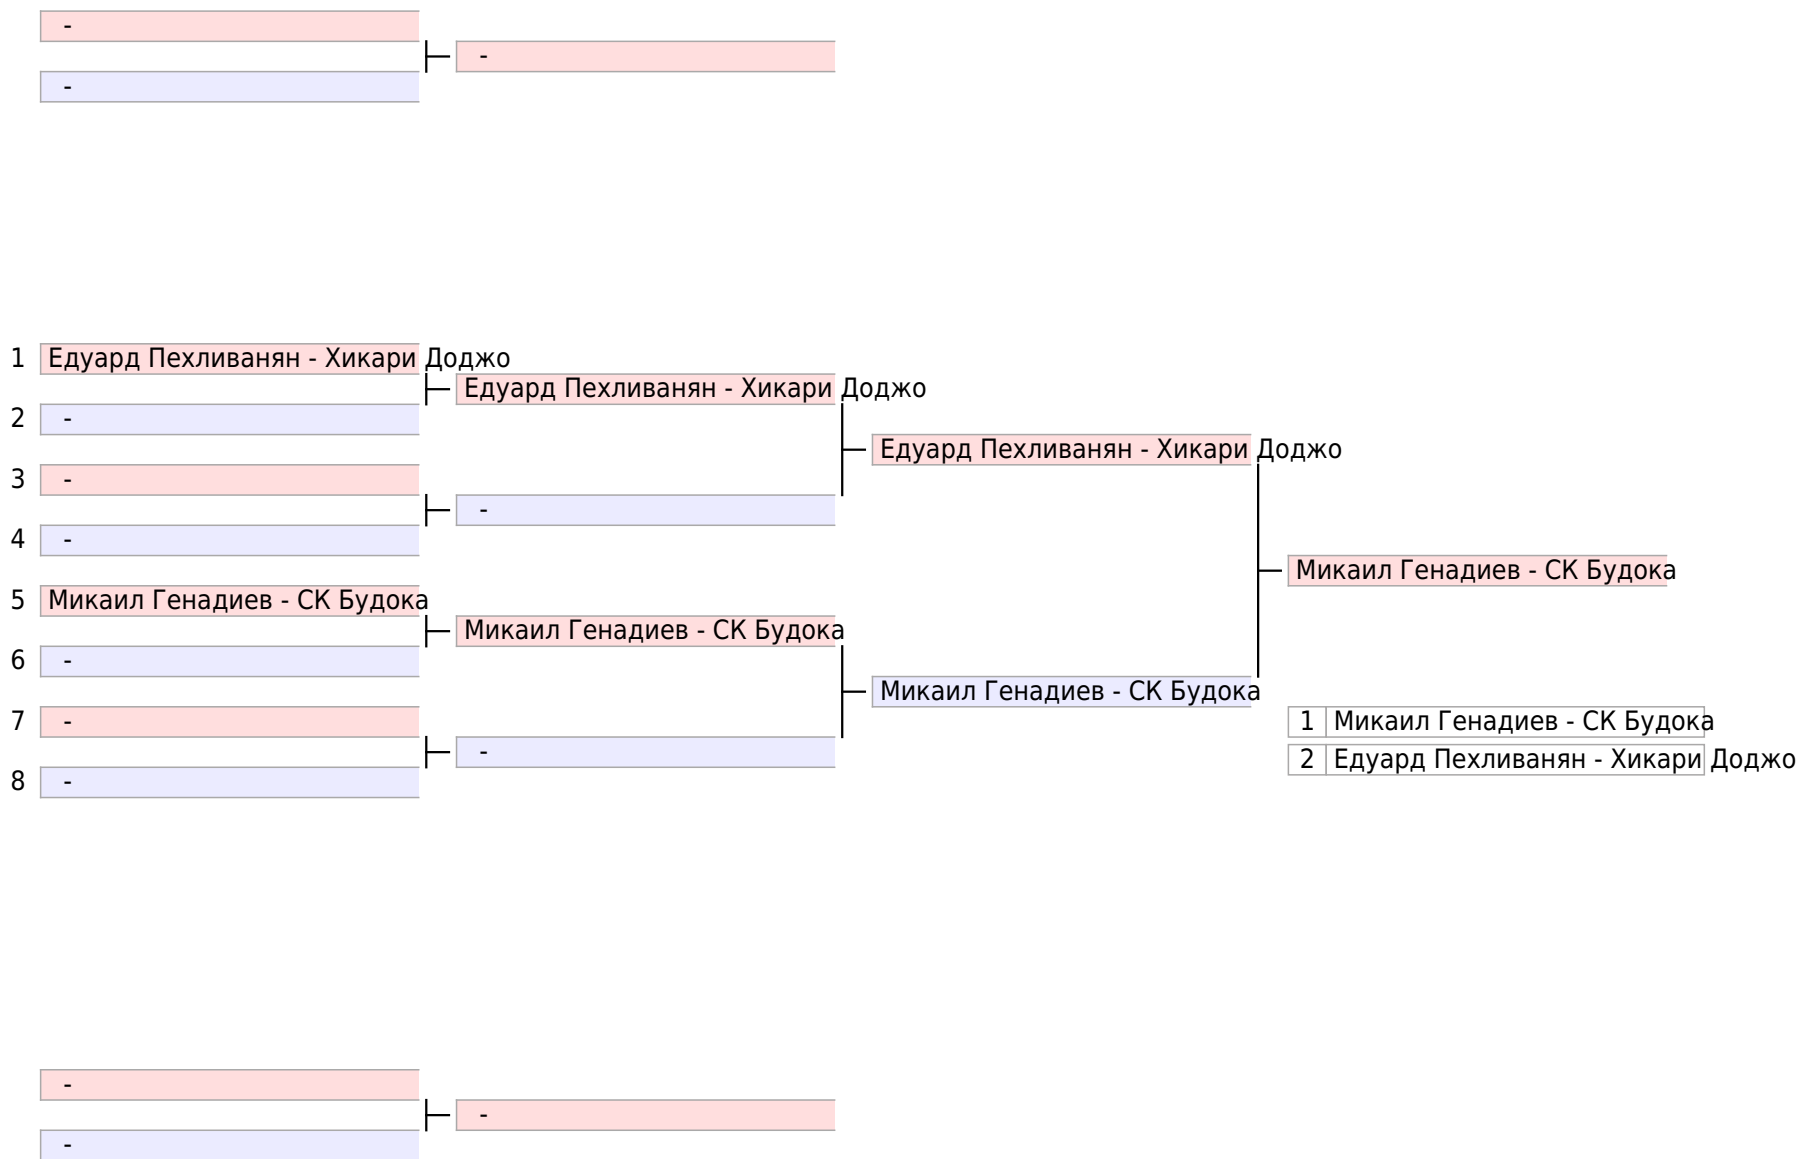 -
-
-
1 Едуард Пехливанян - Хикари Доджо
Едуард Пехливанян - Хикари Доджо
2 -
Едуард Пехливанян - Хикари Доджо
3 -
-
4 -
Микаил Генадиев - СК Будока
5 Микаил Генадиев - СК Будока
Микаил Генадиев - СК Будока
6 -
Микаил Генадиев - СК Будока
7 -
1 Микаил Генадиев - СК Будока
-
2 Едуард Пехливанян - Хикари Доджо
8 -
-
-
-